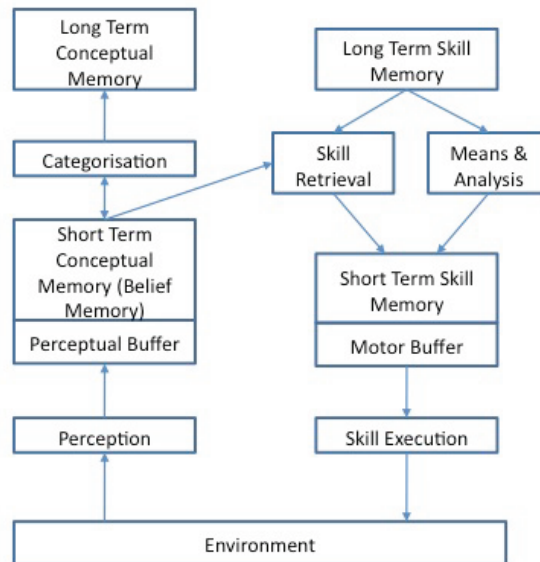 Long Term
Conceptual
Memory
Long Term Skill
Memory
Categorisation
Skill
Retrieval
Means &
Analysis
Short Term
Conceptual
Memory (Belief
Memory)
Short Term Skill
Memory
Perceptual Buffer
Motor Buffer
Perception
Skill Execution
Environment